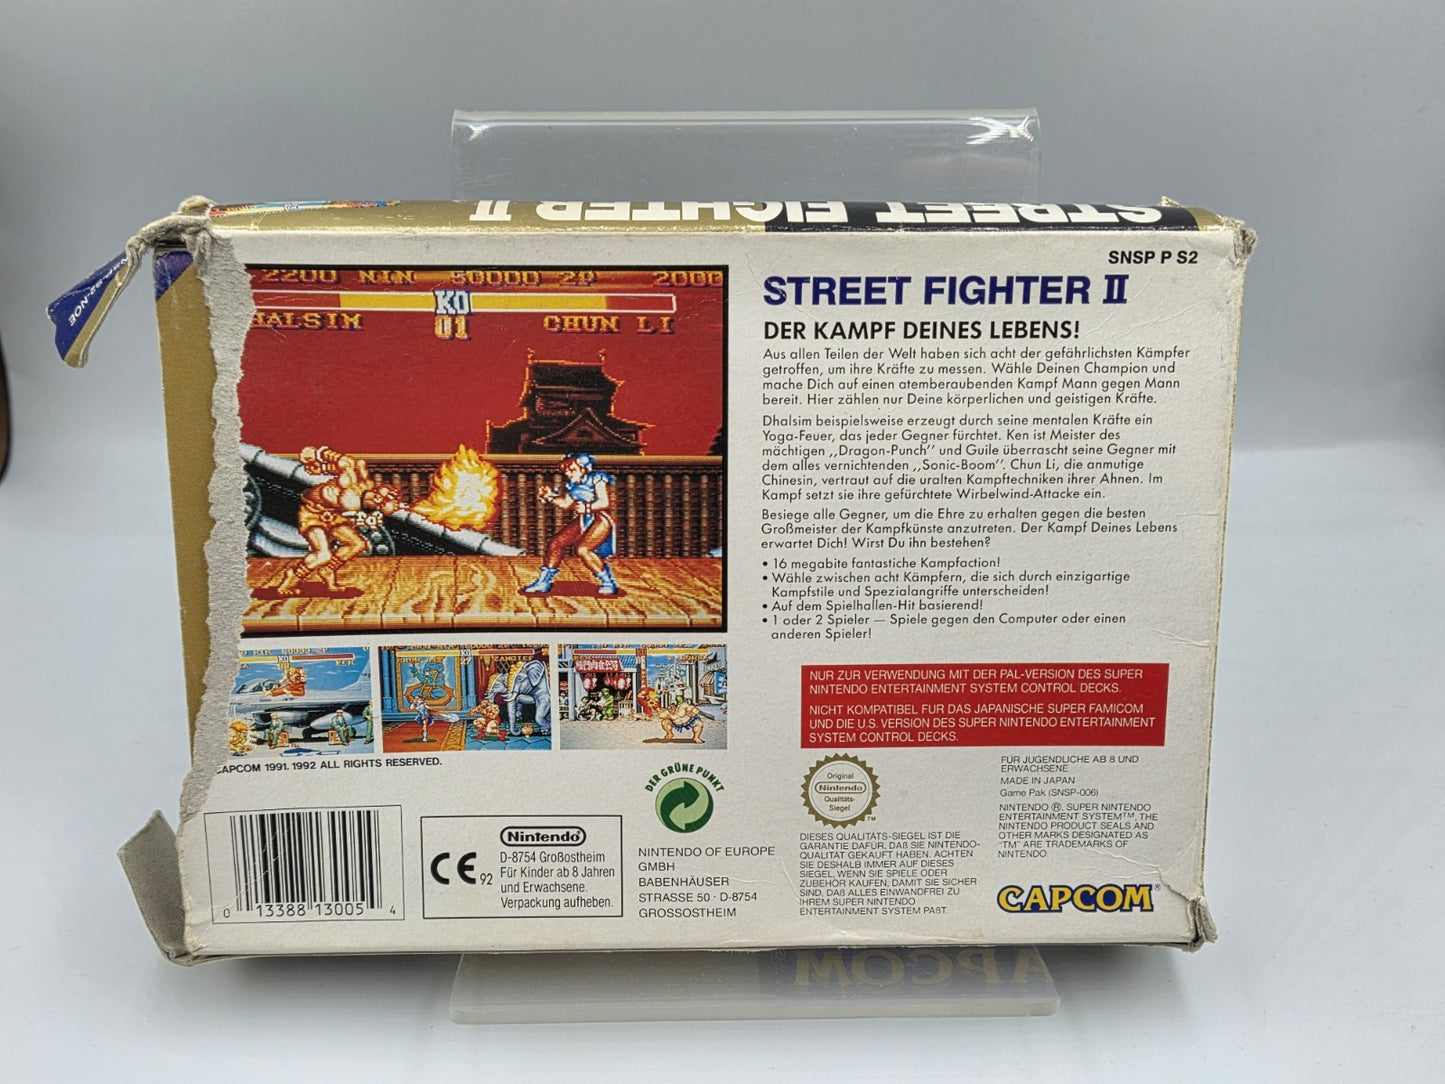 STREET FIGHTER II
NSP-92-NOE
SNSP P S2
2200 NIN 50000 2P 2000
KO
HALSIM 01 CHUN LI
STREET FIGHTER II
DER KAMPF DEINES LEBENS!
Aus allen Teilen der Welt haben sich acht der gefährlichsten Kämpfer
getroffen, um ihre Kräfte zu messen. Wähle Deinen Champion und
mache Dich auf einen atemberaubenden Kampf Mann gegen Mann
bereit. Hier zählen nur Deine körperlichen und geistigen Kräfte.
Dhalsim beispielsweise erzeugt durch seine mentalen Kräfte ein
Yoga-Feuer, das jeder Gegner fürchtet. Ken ist Meister des
mächtigen ,,Dragon-Punch'' und Guile überrascht seine Gegner mit
dem alles vernichtenden ,,Sonic-Boom''. Chun Li, die anmutige
Chinesin, vertraut auf die uralten Kampftechniken ihrer Ahnen. Im
Kampf setzt sie ihre gefürchtete Wirbelwind-Attacke ein.
Besiege alle Gegner, um die Ehre zu erhalten gegen die besten
Großmeister der Kampfkünste anzutreten. Der Kampf Deines Lebens
erwartet Dich! Wirst Du ihn bestehen?
• 16 megabite fantastiche Kampfaction!
• Wähle zwischen acht Kämpfern, die sich durch einzigartige
Kampfstile und Spezialangriffe unterscheiden!
• Auf dem Spielhallen-Hit basierend!
• 1 oder 2 Spieler — Spiele gegen den Computer oder einen
anderen Spieler!
NUR ZUR VERWENDUNG MIT DER PAL-VERSION DES SUPER
NINTENDO ENTERTAINMENT SYSTEM CONTROL DECKS.
NICHT KOMPATIBEL FUR DAS JAPANISCHE SUPER FAMICOM
UND DIE U.S. VERSION DES SUPER NINTENDO ENTERTAINMENT
SYSTEM CONTROL DECKS.
CAPCOM 1991. 1992 ALL RIGHTS RESERVED.
0 13388 13005 4
CE 92
Nintendo
D-8754 Großostheim
Für Kinder ab 8 Jahren
und Erwachsene.
Verpackung aufheben.
DER GRÜNE PUNKT
NINTENDO OF EUROPE
GMBH
BABENHÄUSER
STRASSE 50 · D-8754
GROSSOSTHEIM
Original
Nintendo
Qualitäts-
Siegel
TM
DIESES QUALITATS-SIEGEL IST DIE
GARANTIE DAFÜR, DAß SIE NINTENDO-
QUALITÄT GEKAUFT HABEN. ACHTEN
SIE DESHALB IMMER AUF DIESES
SIEGEL, WENN SIE SPIELE ODER
ZUBEHÖR KAUFEN, DAMIT SIE SICHER
SIND, DAß ALLES EINWANDFREI ZU
IHREM SUPER NINTENDO
ENTERTAINMENT SYSTEM PAßT.
FÜR JUGENDLICHE AB 8 UND
ERWACHSENE
MADE IN JAPAN
Game Pak (SNSP-006)
NINTENDO ®, SUPER NINTENDO
ENTERTAINMENT SYSTEM™, THE
NINTENDO PRODUCT SEALS AND
OTHER MARKS DESIGNATED AS
"TM" ARE TRADEMARKS OF
NINTENDO.
CAPCOM®